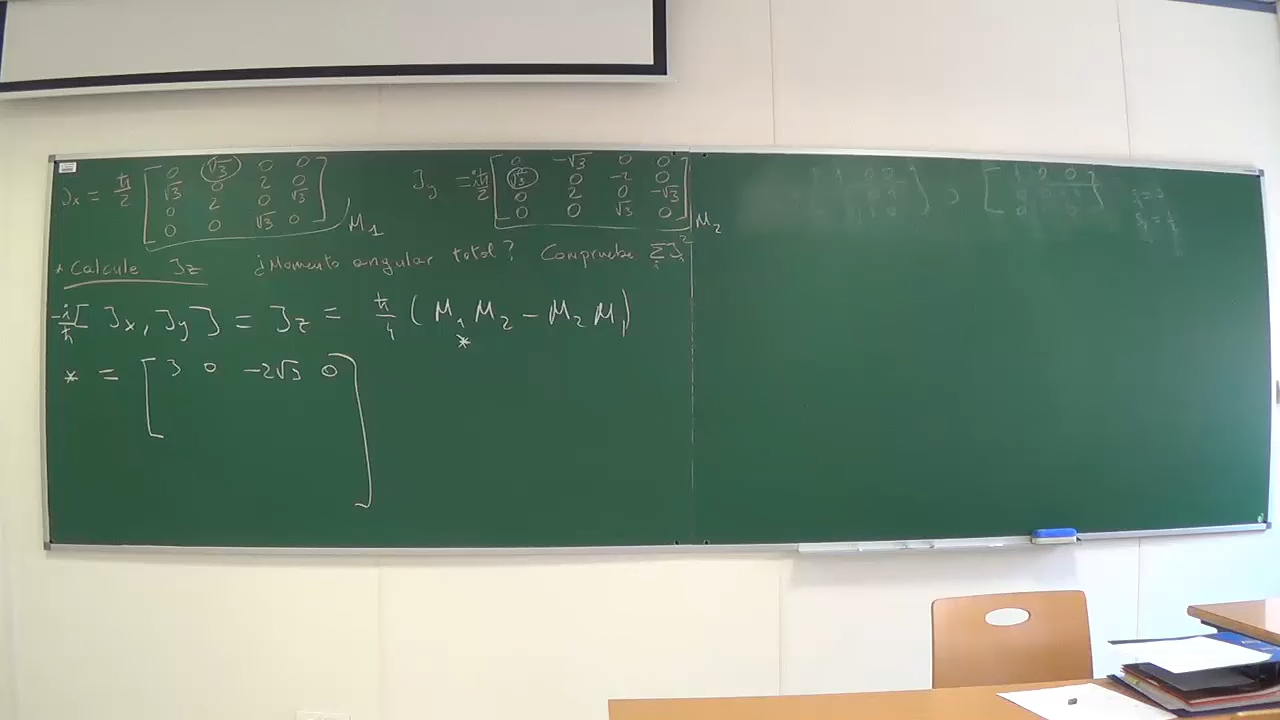 Jx = ħ/2 [ 0 √3 0 0
√3 0 2 0
0 2 0 √3
0 0 √3 0 ] M1
Jy = iħ/2 [ 0 -√3 0 0
√3 0 -2 0
0 2 0 -√3
0 0 √3 0 ] M2
* Calcule Jz ¿Momento angular total? Compruebe Σ Ji²
-i/ħ [ Jx, Jy ] = Jz = ħ/4 ( M1 M2 - M2 M1 )
*
* = [ 3 0 -2√3 0 ]